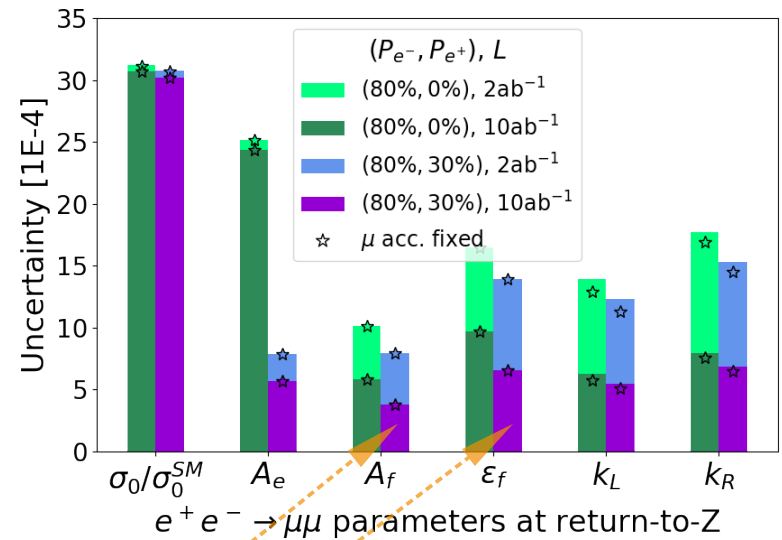 35
30
25
20
15
10
5
0
Uncertainty [1E-4]
(P_{e^-}, P_{e^+}), L
(80%, 0%), 2ab⁻¹
(80%, 0%), 10ab⁻¹
(80%, 30%), 2ab⁻¹
(80%, 30%), 10ab⁻¹
μ acc. fixed
σ₀/σ₀^{SM} A_e A_f ε_f k_L k_R
e⁺e⁻ → μμ parameters at return-to-Z